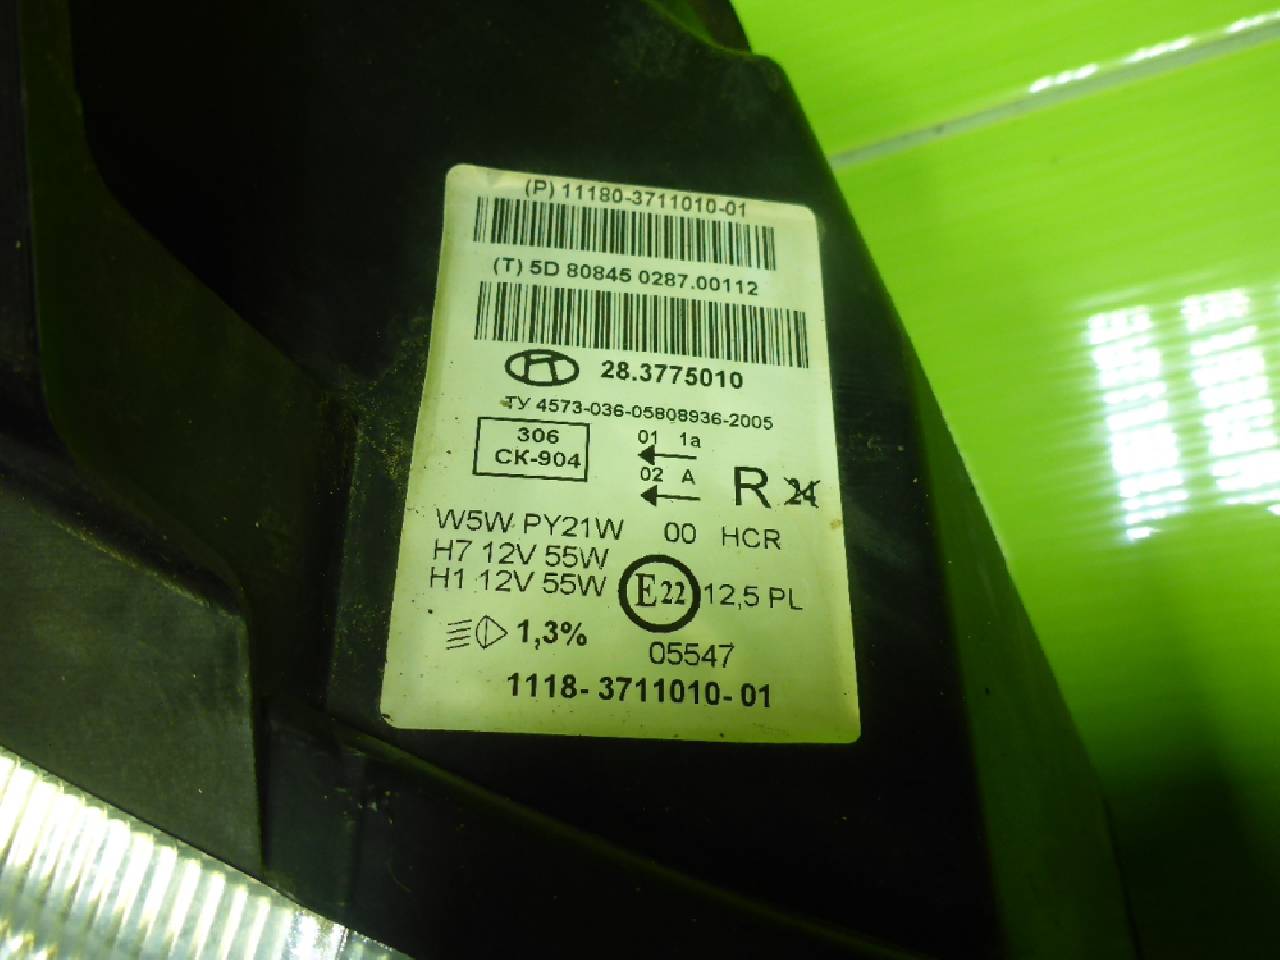 (P) 11180-3711010-01
(T) 5D 80845 0287.00112
28.3775010
ТУ 4573-036-05808936-2005
306
СК-904
01 1a
02 A
R 24
W5W PY21W 00 HCR
H7 12V 55W
H1 12V 55W E22 12,5 PL
1,3%
05547
1118-3711010-01